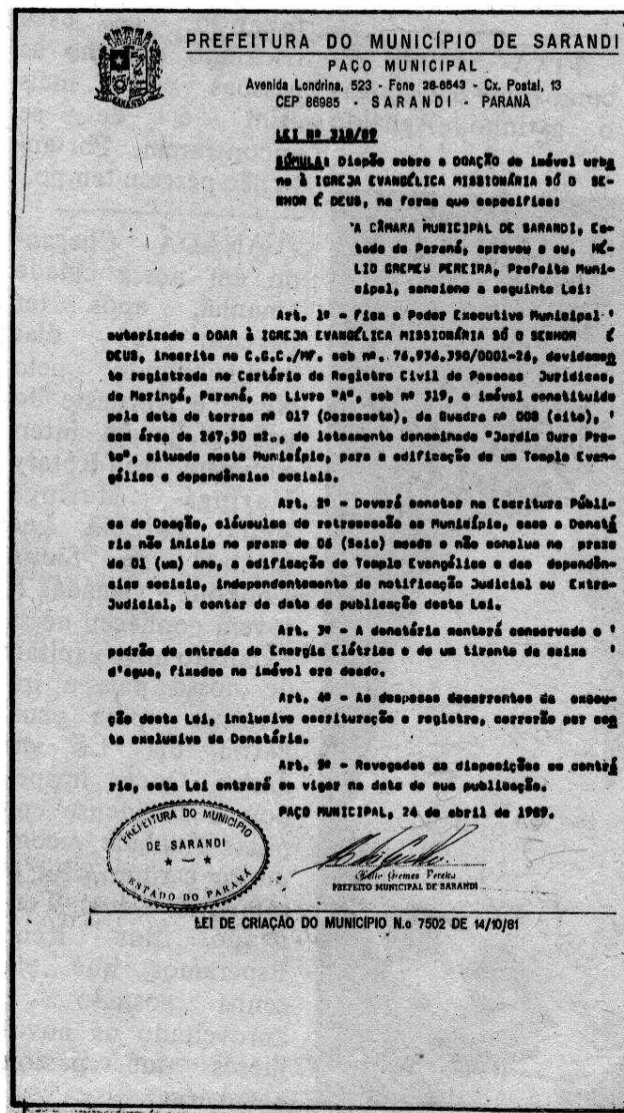 PREFEITURA DO MUNICÍPIO DE SARANDI
PAÇO MUNICIPAL
Avenida Londrina, 523 - Fone 28-6543 - Cx. Postal, 13
CEP 86985 - SARANDI - PARANÁ
LEI Nº 318/89
SÚMULA: Dispõe sobre a DOAÇÃO de imóvel urba
no à IGREJA EVANGÉLICA MISSIONÁRIA SÓ O SE-
NHOR É DEUS, na forma que especifica:
A CÂMARA MUNICIPAL DE SARANDI, Es-
tado do Paraná, aprovou e eu, HÉ-
LIO GREMES PEREIRA, Prefeito Muni-
cipal, sanciono a seguinte Lei:
Art. 1º - Fica o Poder Executivo Municipal '
autorizado a DOAR à IGREJA EVANGÉLICA MISSIONÁRIA SÓ O SENHOR É
DEUS, inscrita no C.G.C./MF. sob nº. 76.936.390/0001-26, devidamen
te registrada no Cartório de Registro Civil de Pessoas Jurídicas,
de Maringá, Paraná, no Livro "A", sob nº 319, o imóvel constituído
pela data de terras nº 017 (Dezessete), da Quadra nº 008 (oito), '
com área de 267,50 m2., do loteamento denominado "Jardim Ouro Pre-
to", situado neste Município, para a edificação de um Templo Evan-
gélico e dependências sociais.
Art. 2º - Deverá constar na Escritura Públi-
ca de Doação, cláusulas de retrocessão ao Município, caso a Donatá
ria não inicie no prazo de 06 (Seis) meses e não conclua no prazo
de 01 (um) ano, a edificação do Templo Evangélico e das dependên-
cias sociais, independentemente de notificação Judicial ou Extra-
Judicial, a contar da data de publicação desta Lei.
Art. 3º - A donatária manterá conservado o '
padrão de entrada de Energia Elétrica e de um tirante de caixa '
d'agua, fixados no imóvel ora doado.
Art. 4º - As despesas decorrentes da execu-
ção desta Lei, inclusive escrituração e registro, correrão por con
ta exclusiva da Donatária.
Art. 5º - Revogadas as disposições em contrá
rio, esta Lei entrará em vigor na data de sua publicação.
PAÇO MUNICIPAL, 24 de abril de 1989.
PREFEITURA DO MUNICÍPIO
DE SARANDI
ESTADO DO PARANÁ
Hélio Gremes Pereira
PREFEITO MUNICIPAL DE SARANDI
LEI DE CRIAÇÃO DO MUNICÍPIO N.o 7502 DE 14/10/81